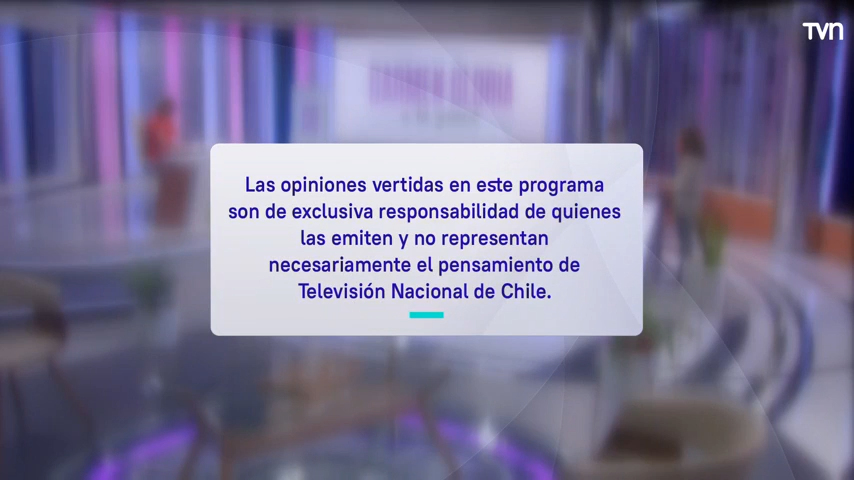 TVN
Las opiniones vertidas en este programa
son de exclusiva responsabilidad de quienes
las emiten y no representan
necesariamente el pensamiento de
Televisión Nacional de Chile.